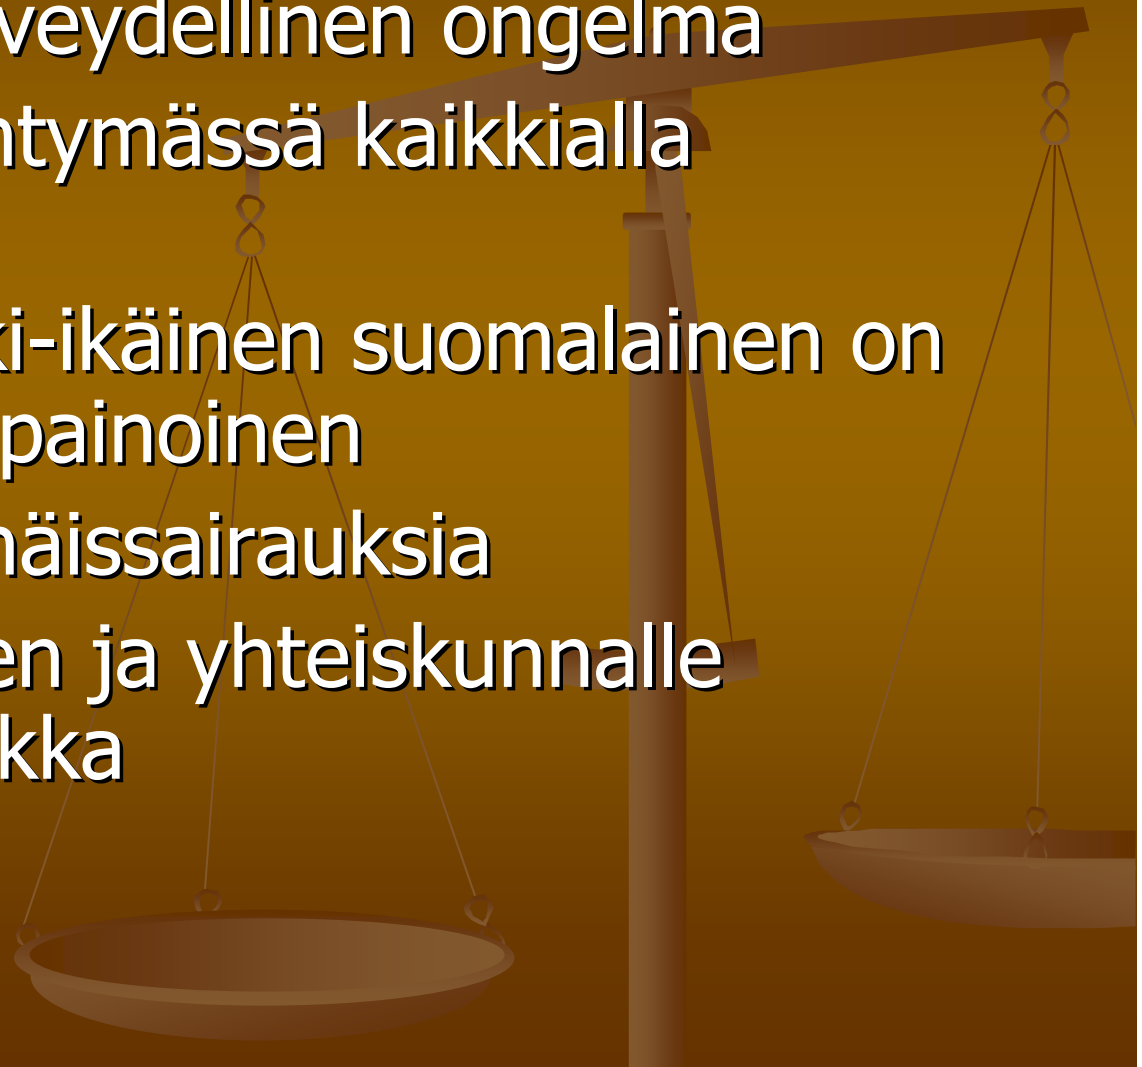 veydellinen ongelma
ntymässä kaikkialla
ki-ikäinen suomalainen on
painoinen
näissairauksia
en ja yhteiskunnalle
kka